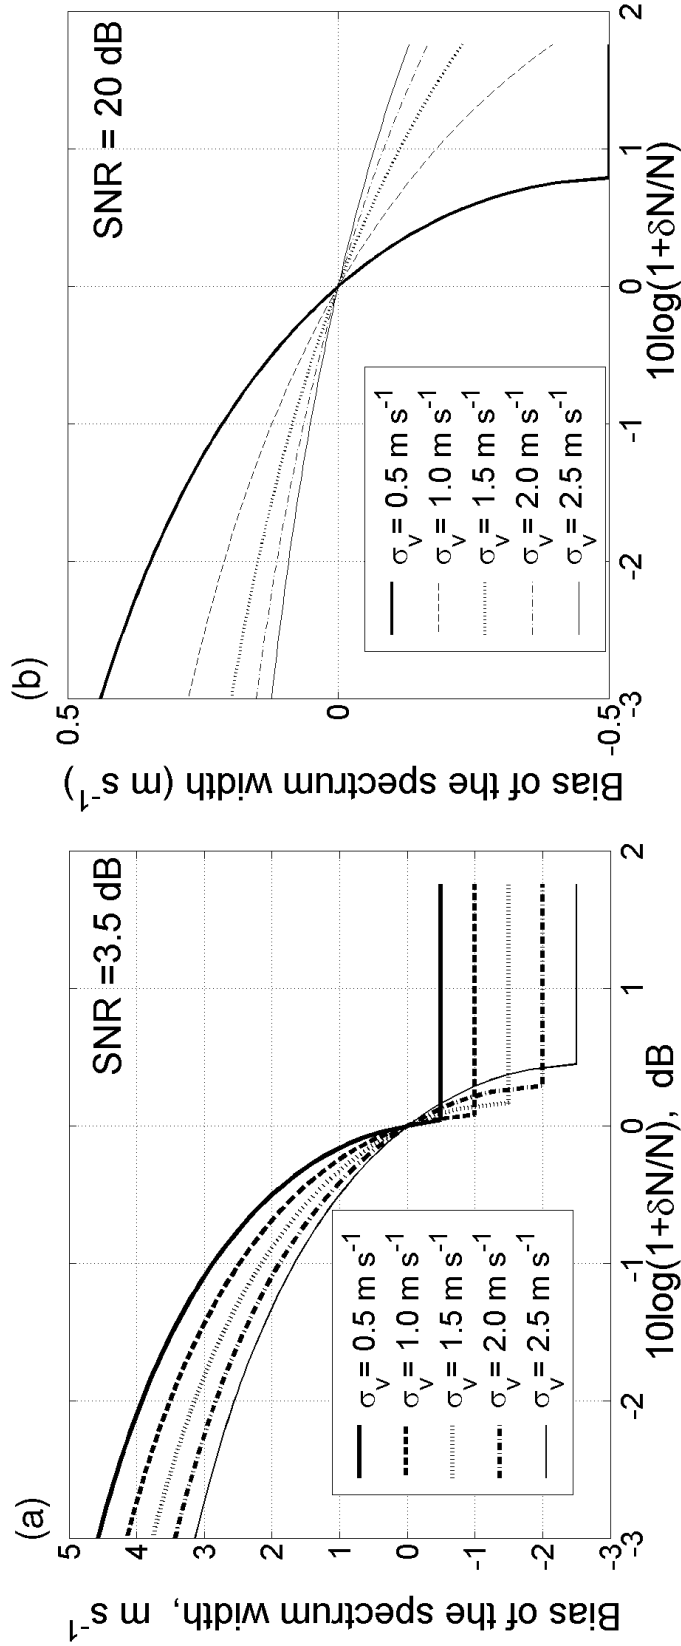 (a)
SNR =3.5 dB
Bias of the spectrum width, m s⁻¹
5
4
3
2
1
0
-1
-2
-3
-3
-2
-1
0
1
2
10log(1+δN/N), dB
σᵥ= 0.5 m s⁻¹
σᵥ= 1.0 m s⁻¹
σᵥ= 1.5 m s⁻¹
σᵥ= 2.0 m s⁻¹
σᵥ= 2.5 m s⁻¹
(b)
SNR = 20 dB
Bias of the spectrum width (m s⁻¹)
0.5
0
-0.5
-3
-2
-1
0
1
2
10log(1+δN/N)
σᵥ= 0.5 m s⁻¹
σᵥ= 1.0 m s⁻¹
σᵥ= 1.5 m s⁻¹
σᵥ= 2.0 m s⁻¹
σᵥ= 2.5 m s⁻¹